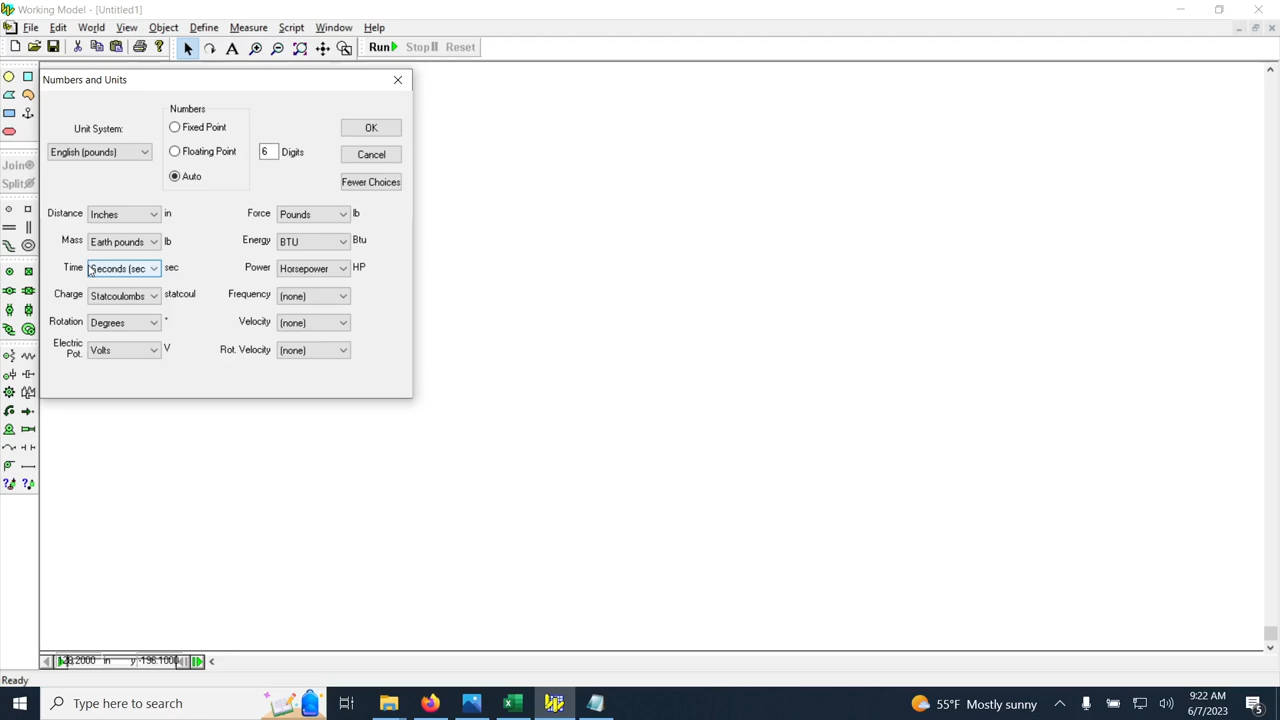 Working Model - [Untitled1]
File Edit World View Object Define Measure Script Window Help
Run Stop Reset
Numbers and Units
Join
Split
Numbers
Unit System:
Fixed Point
OK
English (pounds)
Floating Point
6 Digits
Cancel
Auto
Fewer Choices
Distance Inches in Force Pounds lb
Mass Earth pounds lb Energy BTU Btu
Time Seconds (sec sec Power Horsepower HP
Charge Statcoulombs statcoul Frequency (none)
Rotation Degrees ° Velocity (none)
Electric Pot. Volts V Rot. Velocity (none)
in y -196.1000
Ready
Type here to search
55°F Mostly sunny
9:22 AM
6/7/2023
5